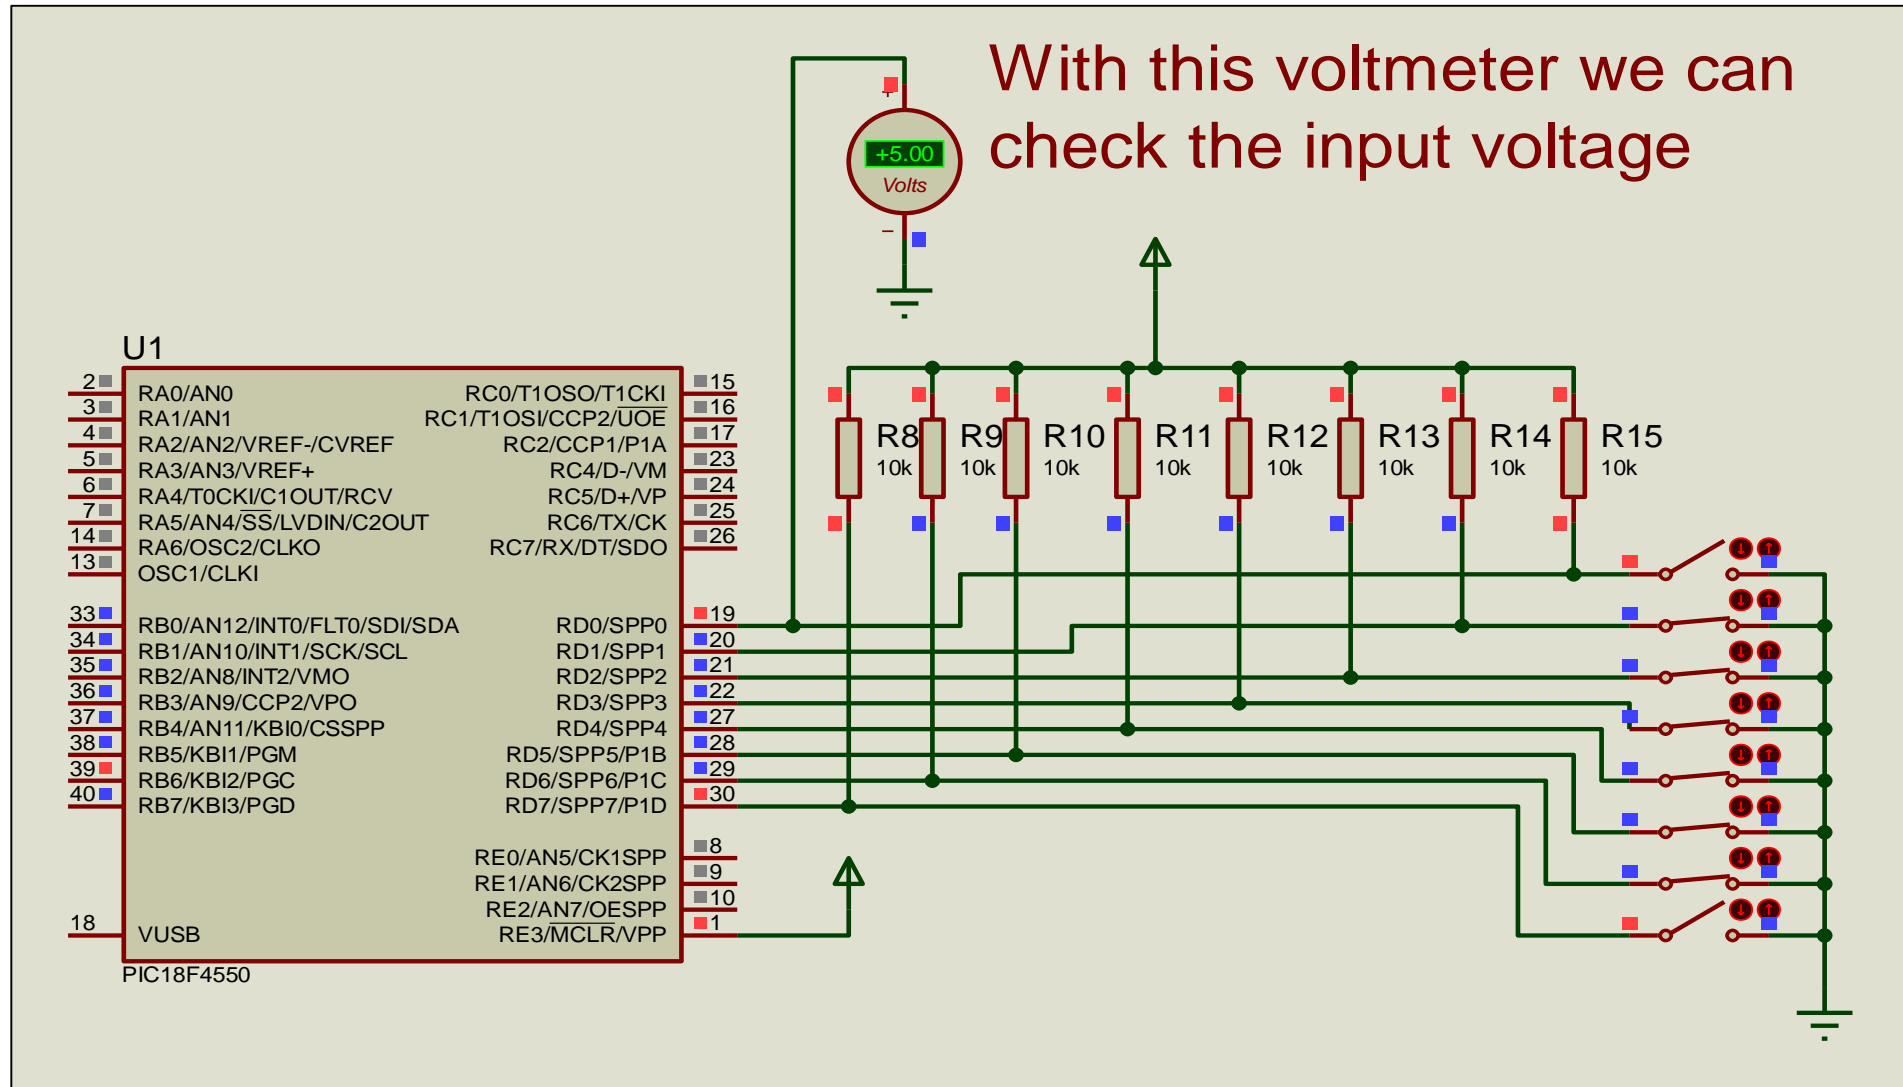 With this voltmeter we can
check the input voltage
+
+5.00
Volts
−
U1
2 RA0/AN0
3 RA1/AN1
4 RA2/AN2/VREF-/CVREF
5 RA3/AN3/VREF+
6 RA4/T0CKI/C1OUT/RCV
7 RA5/AN4/SS/LVDIN/C2OUT
14 RA6/OSC2/CLKO
13 OSC1/CLKI
33 RB0/AN12/INT0/FLT0/SDI/SDA
34 RB1/AN10/INT1/SCK/SCL
35 RB2/AN8/INT2/VMO
36 RB3/AN9/CCP2/VPO
37 RB4/AN11/KBI0/CSSPP
38 RB5/KBI1/PGM
39 RB6/KBI2/PGC
40 RB7/KBI3/PGD
18 VUSB
RC0/T1OSO/T1CKI 15
RC1/T1OSI/CCP2/UOE 16
RC2/CCP1/P1A 17
RC4/D-/VM 23
RC5/D+/VP 24
RC6/TX/CK 25
RC7/RX/DT/SDO 26
RD0/SPP0 19
RD1/SPP1 20
RD2/SPP2 21
RD3/SPP3 22
RD4/SPP4 27
RD5/SPP5/P1B 28
RD6/SPP6/P1C 29
RD7/SPP7/P1D 30
RE0/AN5/CK1SPP 8
RE1/AN6/CK2SPP 9
RE2/AN7/OESPP 10
RE3/MCLR/VPP 1
PIC18F4550
R8
10k
R9
10k
R10
10k
R11
10k
R12
10k
R13
10k
R14
10k
R15
10k